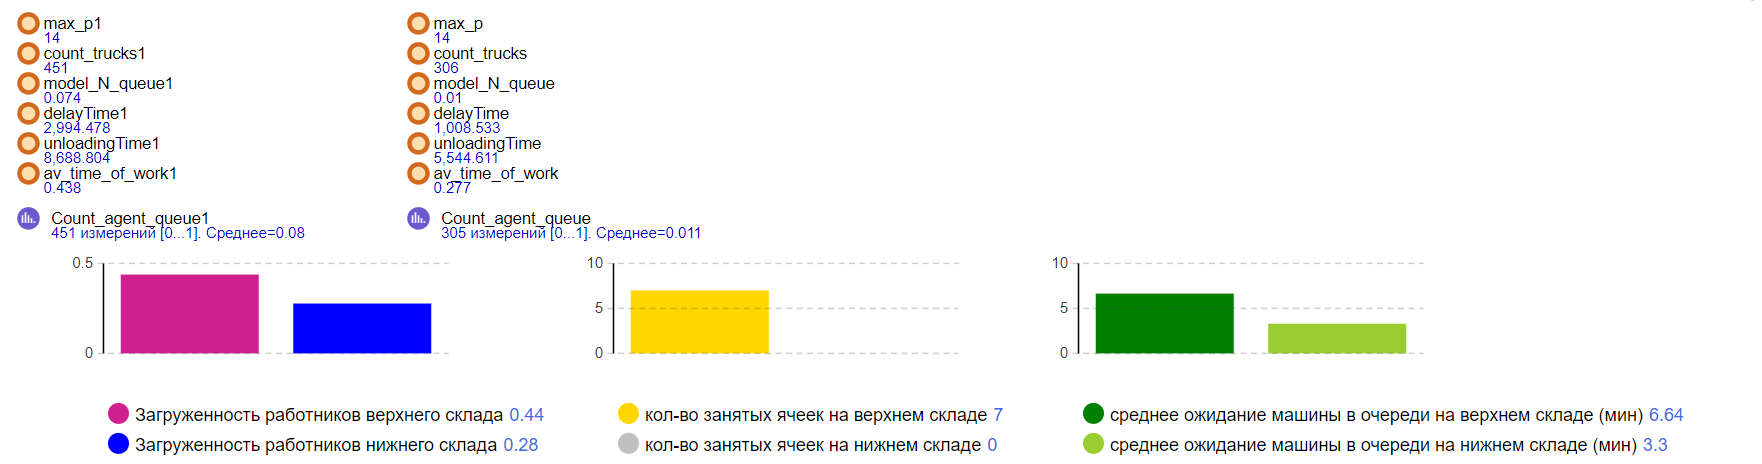 max_p1
14
count_trucks1
451
model_N_queue1
0.074
delayTime1
2,994.478
unloadingTime1
8,688.804
av_time_of_work1
0.438
Count_agent_queue1
451 измерений [0...1]. Среднее=0.08
max_p
14
count_trucks
306
model_N_queue
0.01
delayTime
1,008.533
unloadingTime
5,544.611
av_time_of_work
0.277
Count_agent_queue
305 измерений [0...1]. Среднее=0.011
0.5
0
Загруженность работников верхнего склада 0.44
Загруженность работников нижнего склада 0.28
10
5
0
кол-во занятых ячеек на верхнем складе 7
кол-во занятых ячеек на нижнем складе 0
10
5
0
среднее ожидание машины в очереди на верхнем складе (мин) 6.64
среднее ожидание машины в очереди на нижнем складе (мин) 3.3